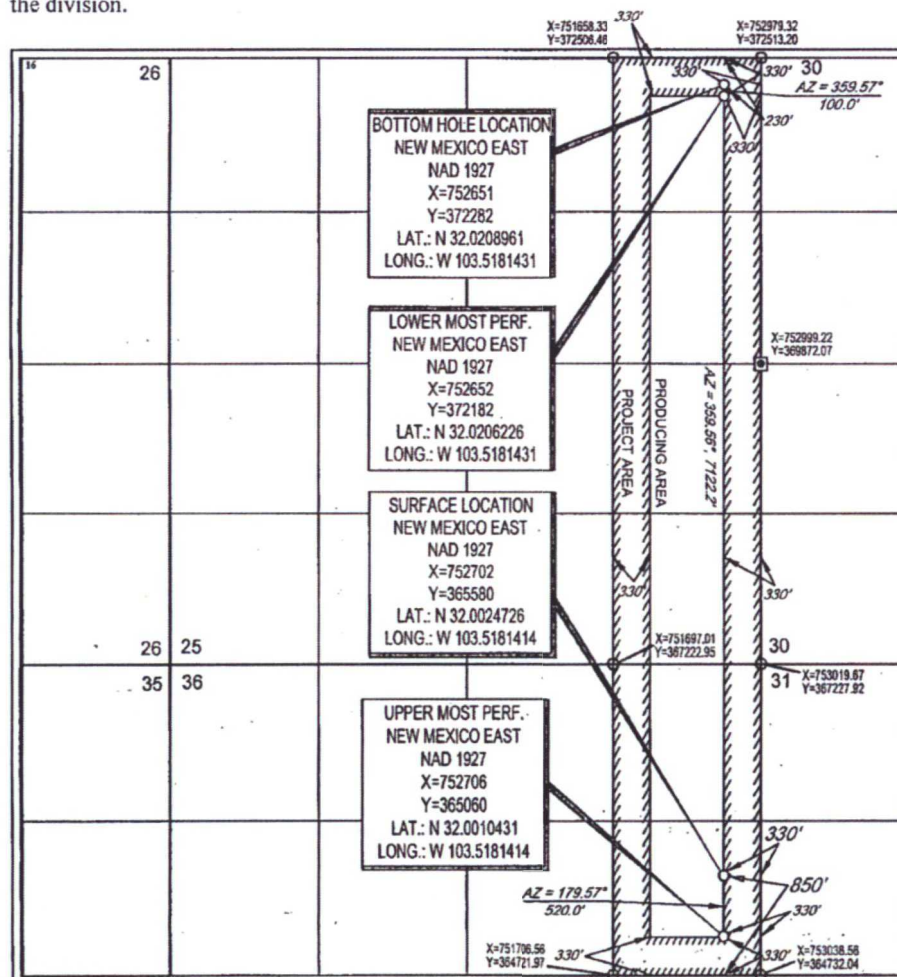 the division.
X=751658.33
Y=372506.46
330'
X=752979.32
Y=372513.20
16
26
330'
330'
30
AZ = 359.57°
100.0'
230'
330'
BOTTOM HOLE LOCATION
NEW MEXICO EAST
NAD 1927
X=752651
Y=372282
LAT.: N 32.0208961
LONG.: W 103.5181431
LOWER MOST PERF.
NEW MEXICO EAST
NAD 1927
X=752652
Y=372182
LAT.: N 32.0206226
LONG.: W 103.5181431
X=752999.22
Y=369872.07
PROJECT AREA
PRODUCING AREA
AZ = 359.56°, 7122.2'
SURFACE LOCATION
NEW MEXICO EAST
NAD 1927
X=752702
Y=365580
LAT.: N 32.0024726
LONG.: W 103.5181414
330'
330'
26
25
X=751697.01
Y=367222.95
30
35
36
31
X=753019.67
Y=367227.92
UPPER MOST PERF.
NEW MEXICO EAST
NAD 1927
X=752706
Y=365060
LAT.: N 32.0010431
LONG.: W 103.5181414
330'
850'
AZ = 179.57°
520.0'
330'
X=751706.56
Y=364721.97
330'
330'
X=753038.56
Y=364732.04